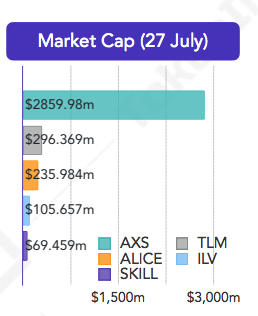 Market Cap (27 July)
$2859.98m
$296.369m
$235.984m
$105.657m
$69.459m
AXS TLM
ALICE ILV
SKILL
$1,500m $3,000m